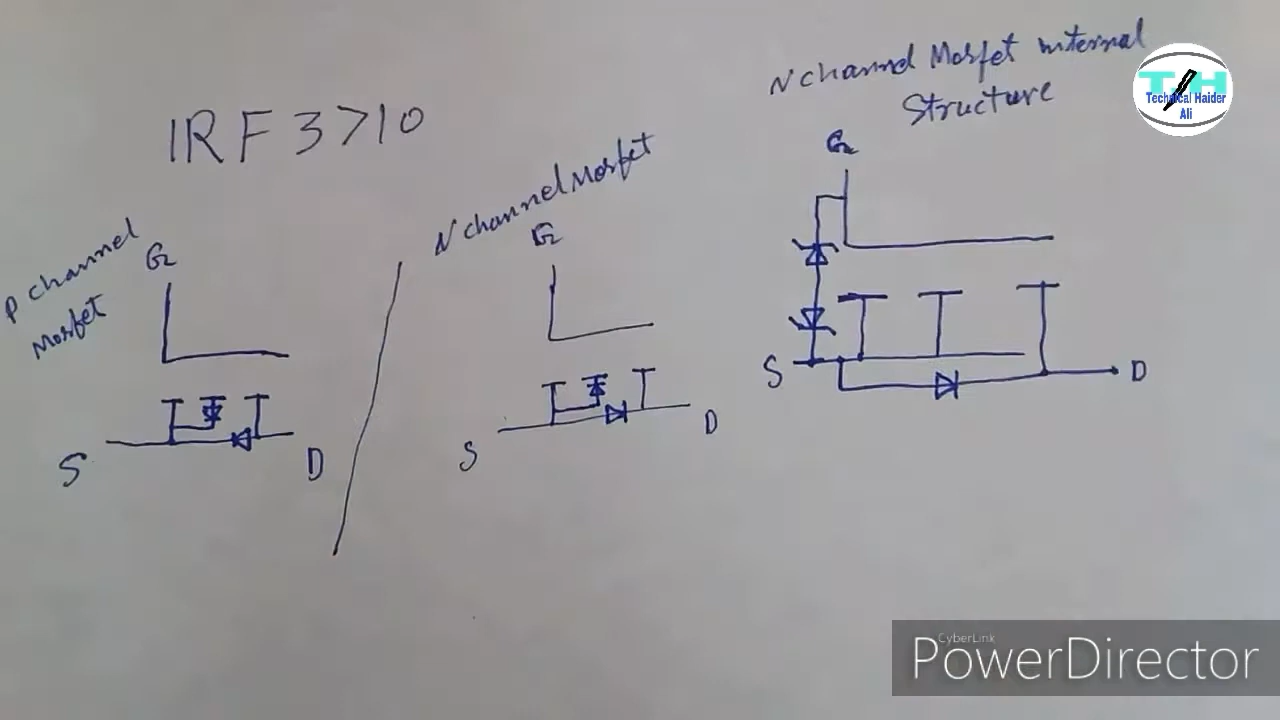 IRF 3710
P channel
Mosfet
G
S
D
N channel Mosfet
G
S
D
N channel Mosfet internal
Structure
G
S
D
T/H
Technical Haider
Ali
CyberLink
PowerDirector